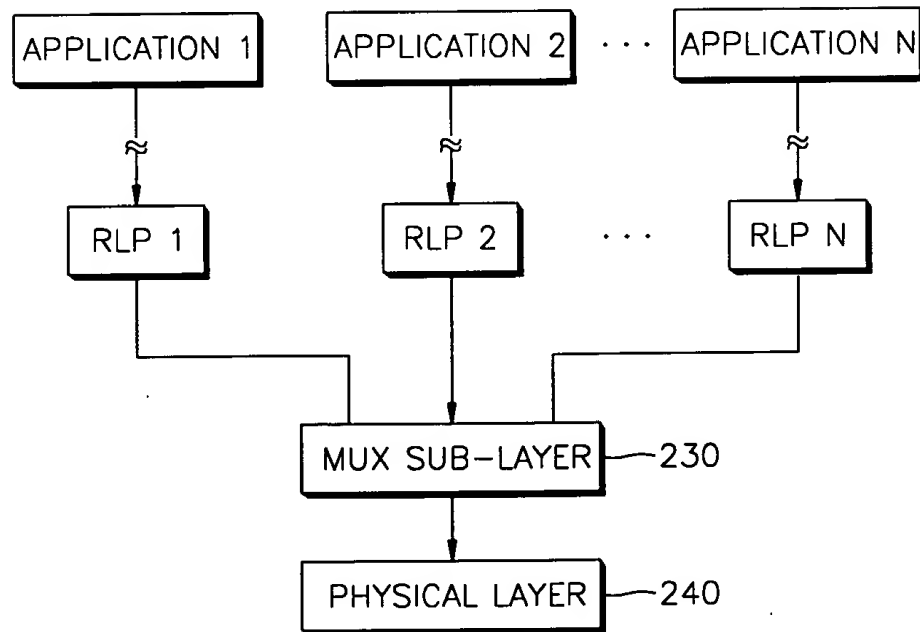 APPLICATION 1
APPLICATION 2
. . .
APPLICATION N
RLP 1
RLP 2
. . .
RLP N
MUX SUB-LAYER
230
PHYSICAL LAYER
240